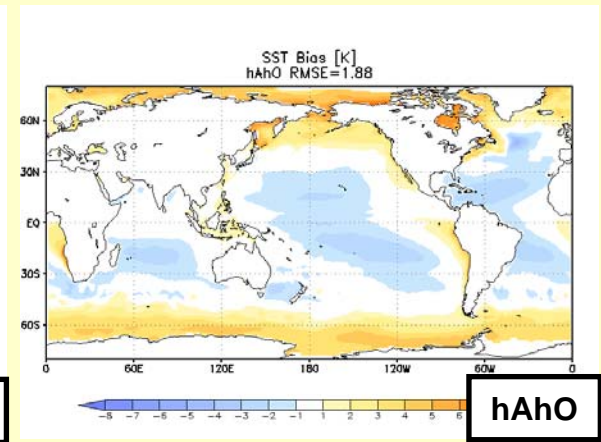 SST Bias [K]
hAhO RMSE=1.88
60N
30N
EQ
30S
60S
0 60E 120E 180 120W 60W 0
-8 -7 -6 -5 -4 -3 -2 -1 1 2 3 4 5 6
hAhO